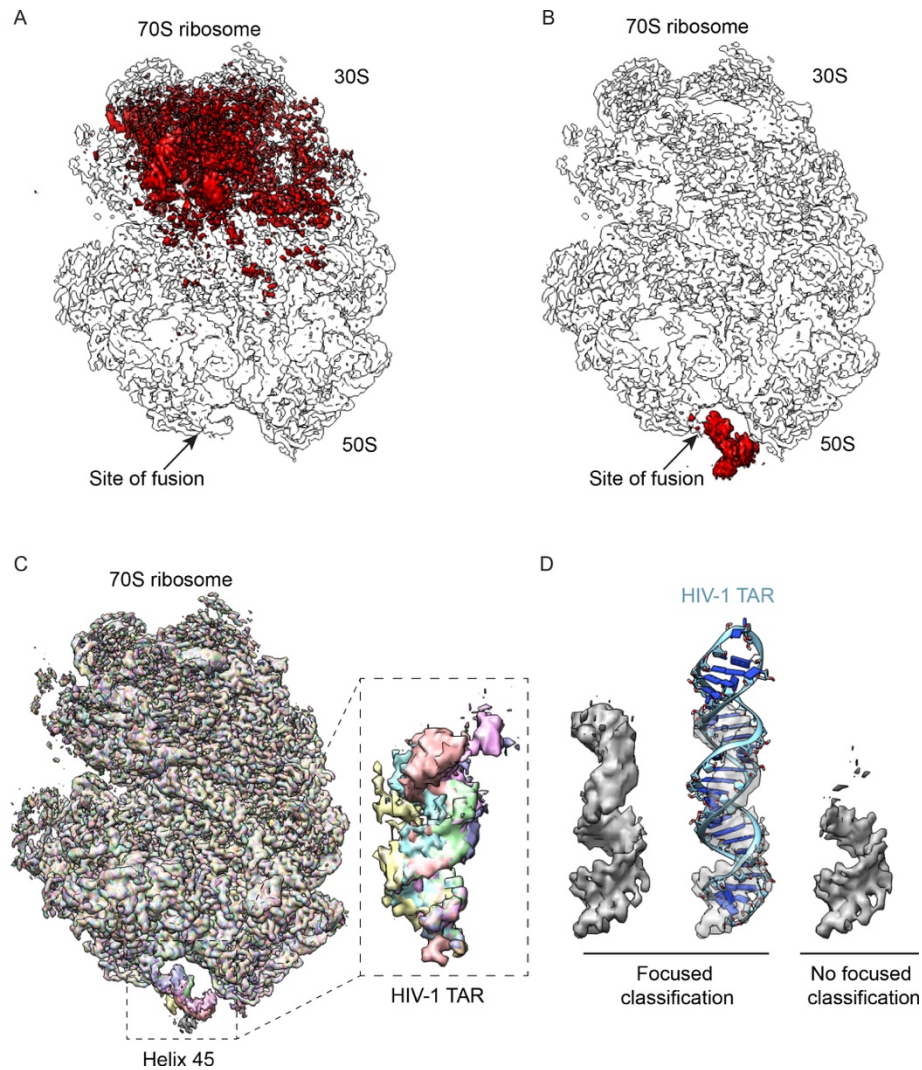 A
70S ribosome
30S
50S
Site of fusion
B
70S ribosome
30S
50S
Site of fusion
C
70S ribosome
HIV-1 TAR
Helix 45
D
HIV-1 TAR
Focused
classification
No focused
classification